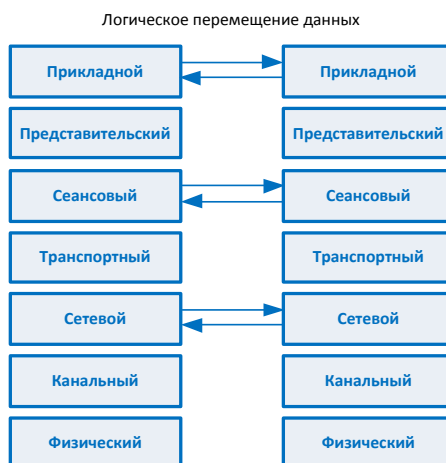 Логическое перемещение данных
Прикладной Прикладной
Представительский Представительский
Сеансовый Сеансовый
Транспортный Транспортный
Сетевой Сетевой
Канальный Канальный
Физический Физический